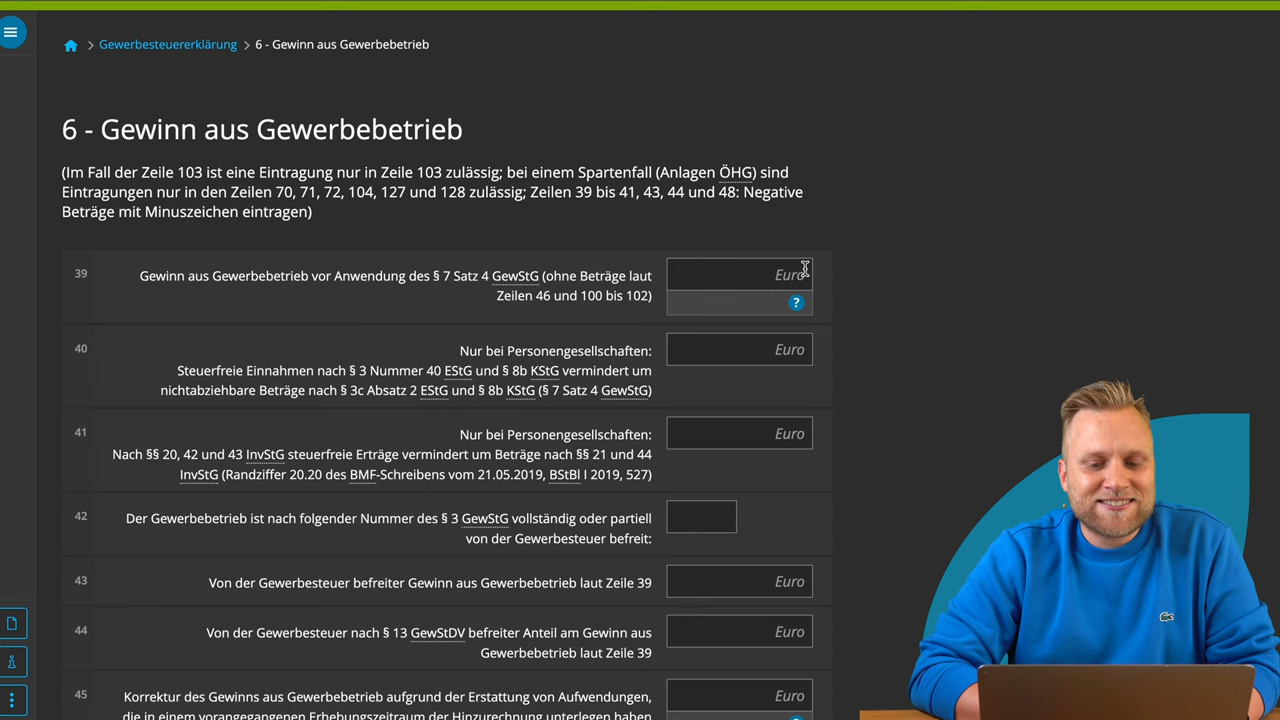 Gewerbesteuererklärung 6 - Gewinn aus Gewerbebetrieb
6 - Gewinn aus Gewerbebetrieb
(Im Fall der Zeile 103 ist eine Eintragung nur in Zeile 103 zulässig; bei einem Spartenfall (Anlagen ÖHG) sind
Eintragungen nur in den Zeilen 70, 71, 72, 104, 127 und 128 zulässig; Zeilen 39 bis 41, 43, 44 und 48: Negative
Beträge mit Minuszeichen eintragen)
39 Gewinn aus Gewerbebetrieb vor Anwendung des § 7 Satz 4 GewStG (ohne Beträge laut Euro
Zeilen 46 und 100 bis 102)
?
40 Nur bei Personengesellschaften: Euro
Steuerfreie Einnahmen nach § 3 Nummer 40 EStG und § 8b KStG vermindert um
nichtabziehbare Beträge nach § 3c Absatz 2 EStG und § 8b KStG (§ 7 Satz 4 GewStG)
41 Nur bei Personengesellschaften: Euro
Nach §§ 20, 42 und 43 InvStG steuerfreie Erträge vermindert um Beträge nach §§ 21 und 44
InvStG (Randziffer 20.20 des BMF-Schreibens vom 21.05.2019, BStBl I 2019, 527)
42 Der Gewerbebetrieb ist nach folgender Nummer des § 3 GewStG vollständig oder partiell
von der Gewerbesteuer befreit:
43 Von der Gewerbesteuer befreiter Gewinn aus Gewerbebetrieb laut Zeile 39 Euro
44 Von der Gewerbesteuer nach § 13 GewStDV befreiter Anteil am Gewinn aus Euro
Gewerbebetrieb laut Zeile 39
45 Korrektur des Gewinns aus Gewerbebetrieb aufgrund der Erstattung von Aufwendungen, Euro
die in einem vorangegangenen Erhebungszeitraum der Hinzurechnung unterlegen haben